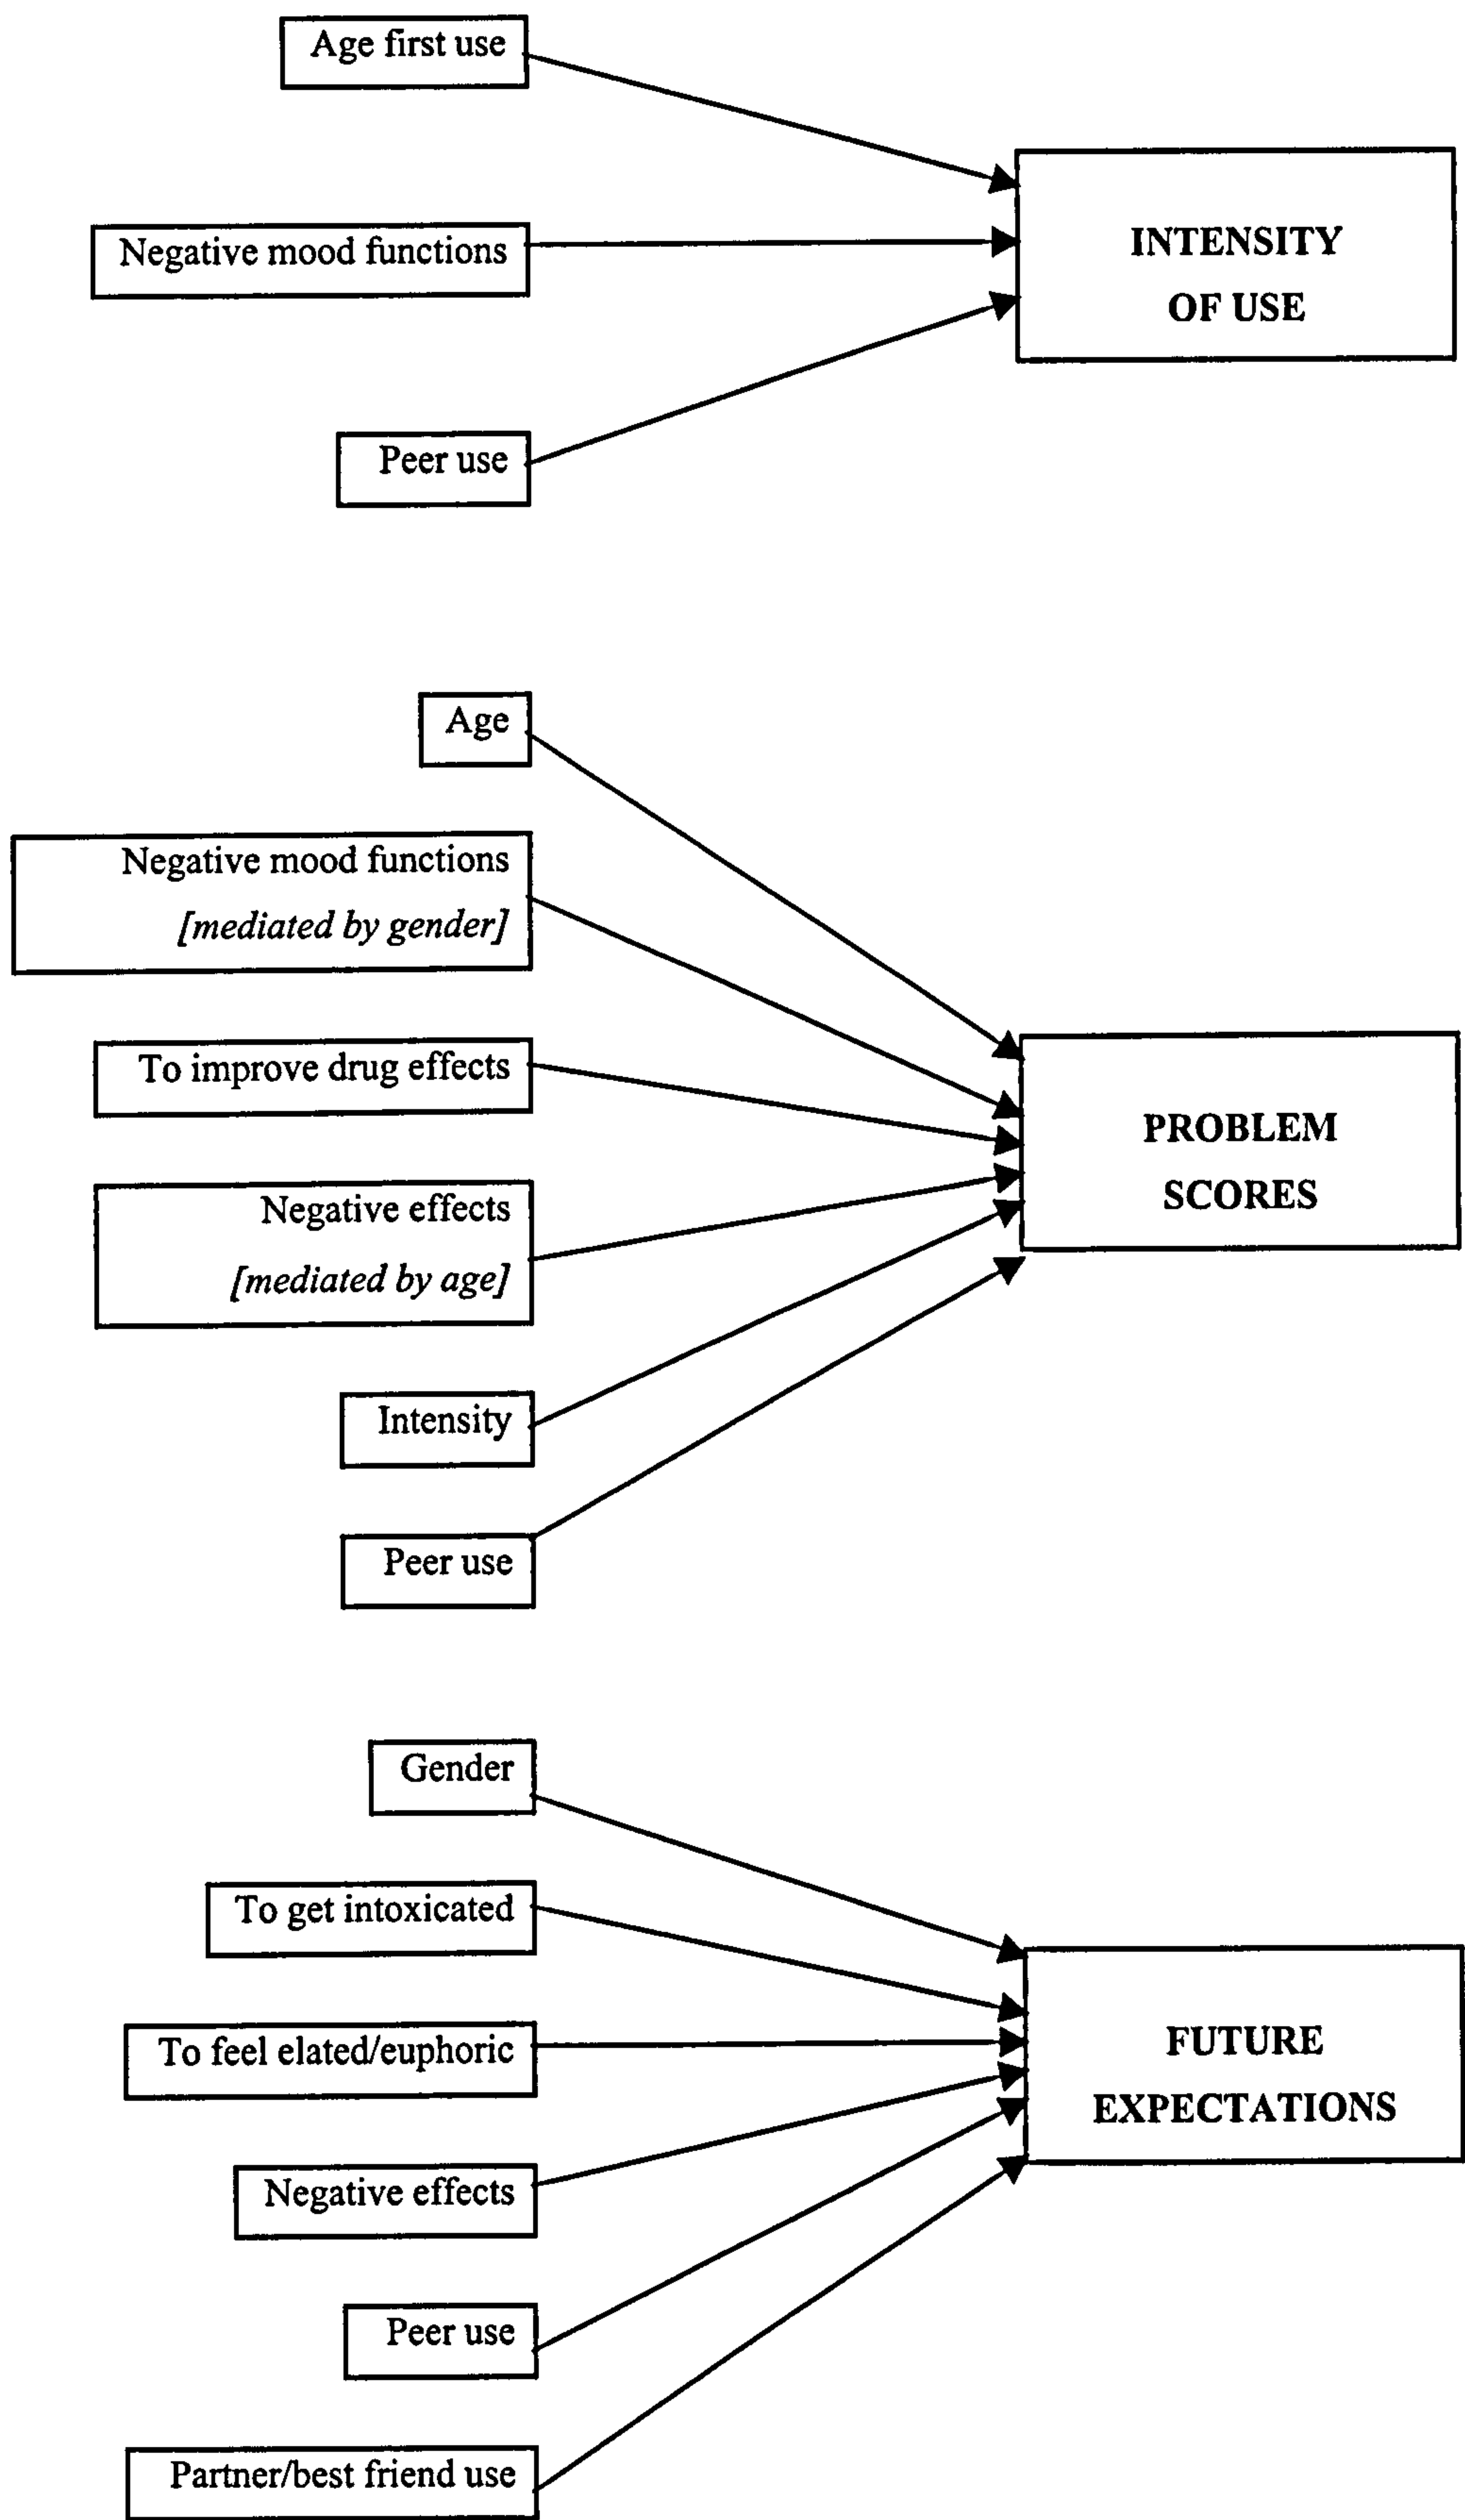 Age first use
Negative mood functions
Peer use
INTENSITY
OF USE
Age
Negative mood functions
[mediated by gender]
To improve drug effects
Negative effects
[mediated by age]
Intensity
Peer use
PROBLEM
SCORES
Gender
To get intoxicated
To feel elated/euphoric
Negative effects
Peer use
Partner/best friend use
FUTURE
EXPECTATIONS